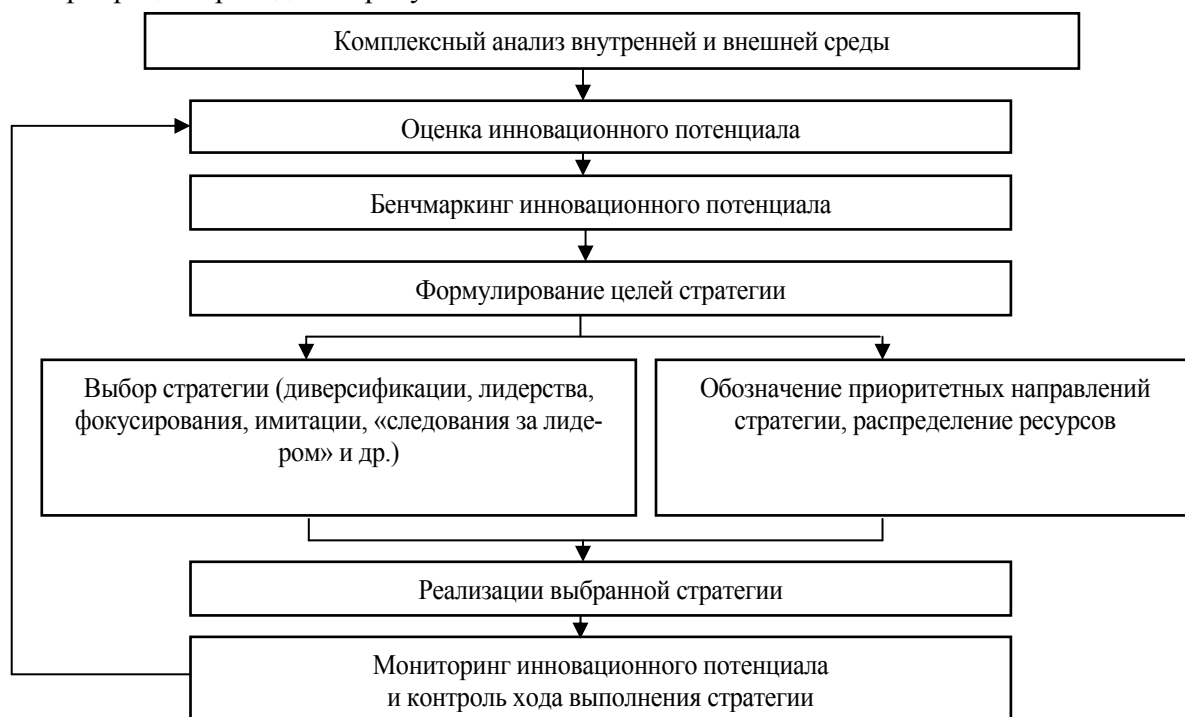 Комплексный анализ внутренней и внешней среды
Оценка инновационного потенциала
Бенчмаркинг инновационного потенциала
Формулирование целей стратегии
Выбор стратегии (диверсификации, лидерства,
фокусирования, имитации, «следования за лиде-
ром» и др.)
Обозначение приоритетных направлений
стратегии, распределение ресурсов
Реализации выбранной стратегии
Мониторинг инновационного потенциала
и контроль хода выполнения стратегии